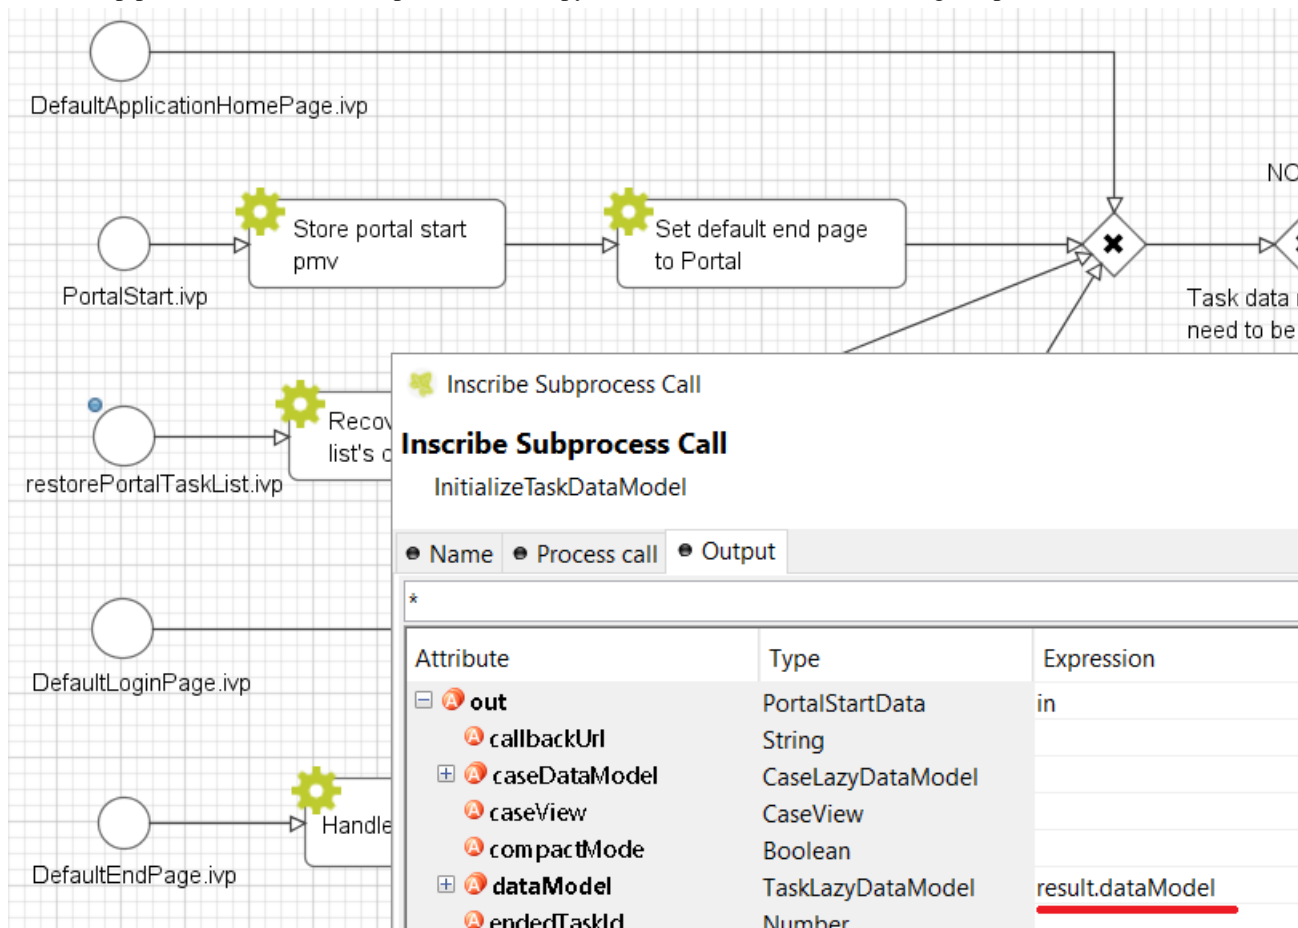 DefaultApplicationHomePage.ivp
NO
Store portal start
pmv
Set default end page
to Portal
PortalStart.ivp
Task data
need to be
Inscribe Subprocess Call
Recov
list's
Inscribe Subprocess Call
restorePortalTaskList.ivp
InitializeTaskDataModel
Name Process call Output
*
Attribute Type Expression
DefaultLoginPage.ivp
out PortalStartData in
callbackUrl String
caseDataModel CaseLazyDataModel
caseView CaseView
Handle
compactMode Boolean
DefaultEndPage.ivp
dataModel TaskLazyDataModel result.dataModel
endedTaskId Number